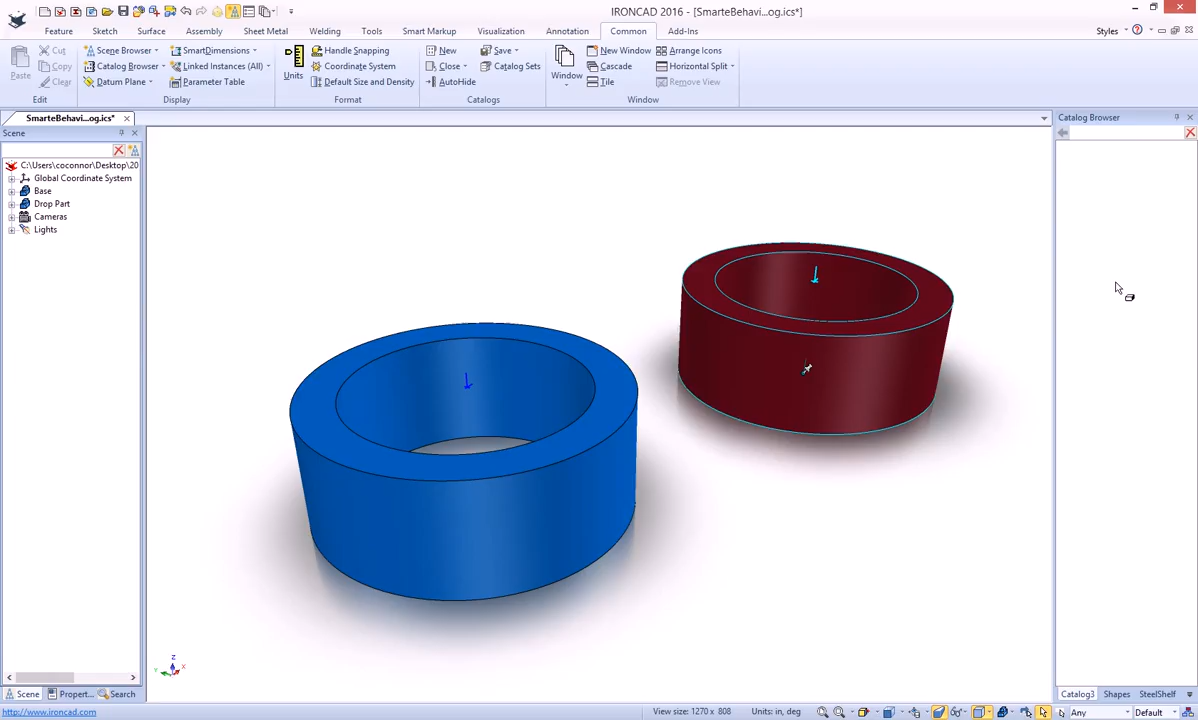 IRONCAD 2016 - [SmarteBehavi...og.ics*]
Feature Sketch Surface Assembly Sheet Metal Welding Tools Smart Markup Visualization Annotation Common Add-Ins Styles
Paste Cut Copy Clear
Edit
Scene Browser SmartDimensions
Catalog Browser Linked Instances (All)
Datum Plane Parameter Table
Display
Units Handle Snapping
Coordinate System
Default Size and Density
Format
New Save
Close Catalog Sets
AutoHide
Catalogs
Window New Window Arrange Icons
Cascade Horizontal Split
Tile Remove View
Window
SmarteBehavi...og.ics*
Scene
C:\Users\coconnor\Desktop\20
Global Coordinate System
Base
Drop Part
Cameras
Lights
Catalog Browser
Z
Y X
Scene Propert... Search
Catalog3 Shapes SteelShelf
http://www.ironcad.com View size: 1270 x 808 Units: in, deg Any Default